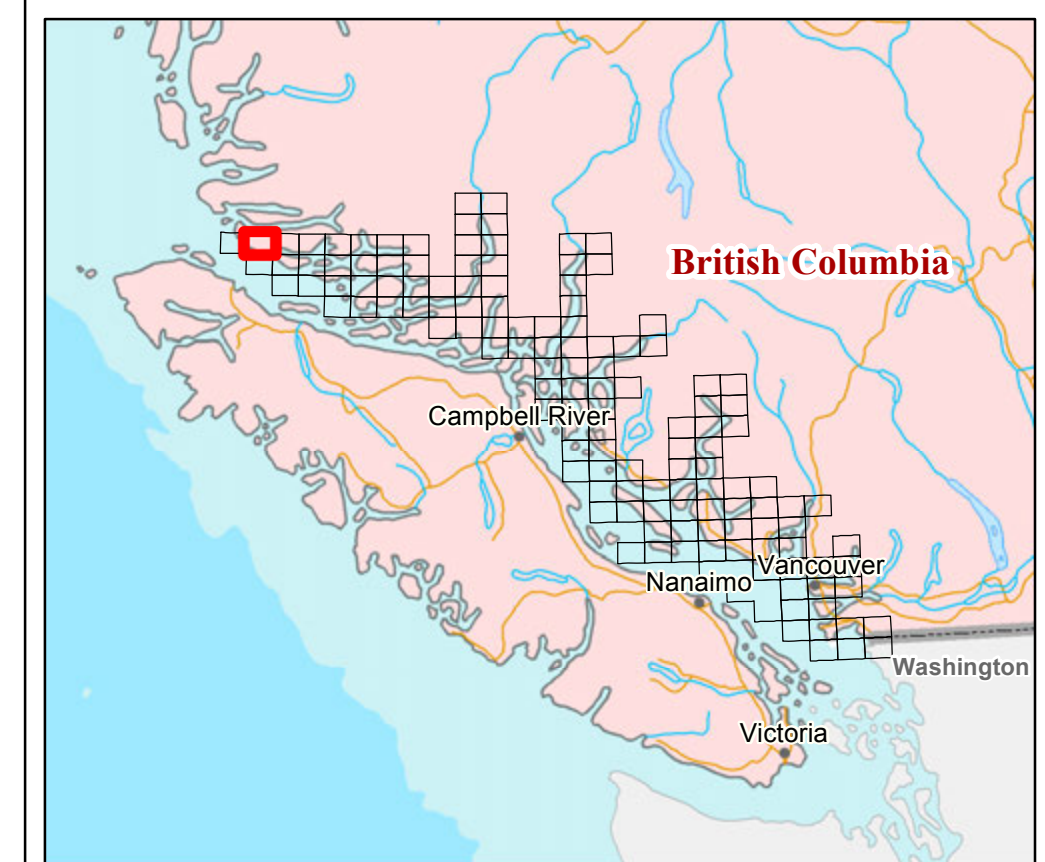 British Columbia
Campbell River
Vancouver
Nanaimo
Washington
Victoria